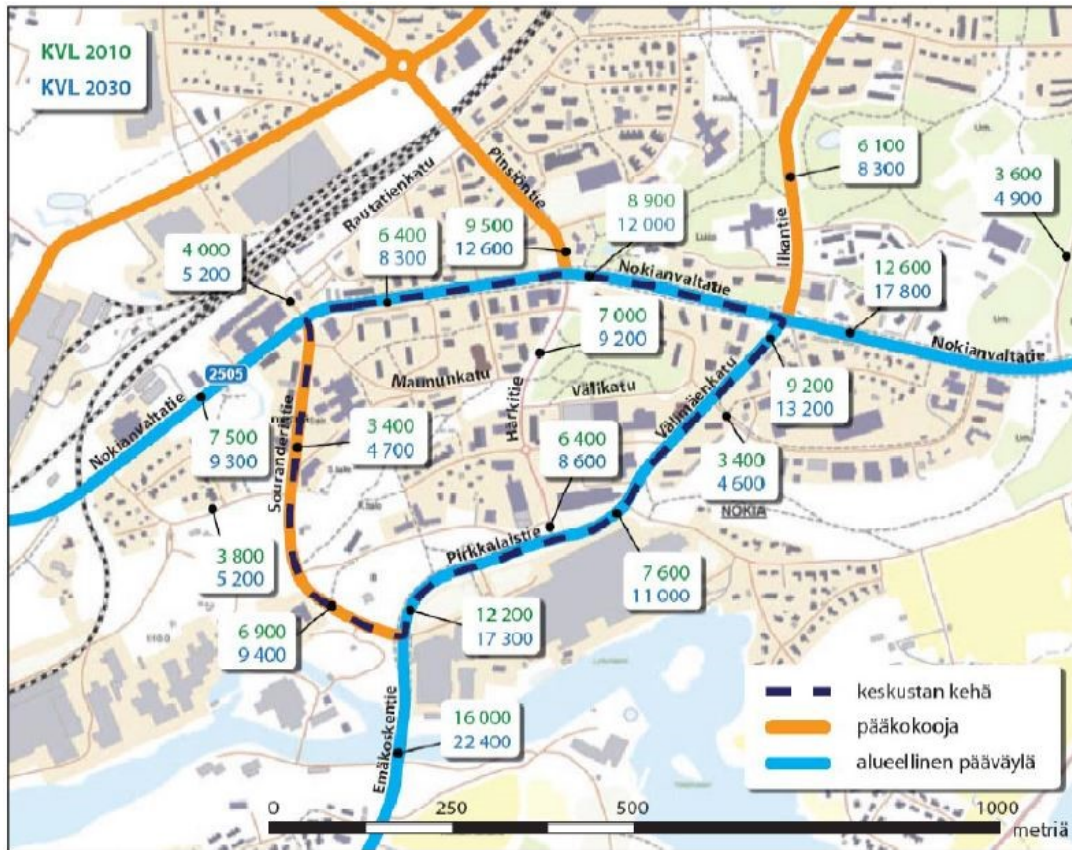 KVL 2010
KVL 2030
6 100
8 300
3 600
4 900
8 900
12 000
9 500
12 600
6 400
8 300
4 000
5 200
12 600
17 800
7 000
9 200
9 200
13 200
7 500
9 300
3 400
4 700
6 400
8 600
3 400
4 600
3 800
5 200
7 600
11 000
6 900
9 400
12 200
17 300
16 000
22 400
Rautatienkatu
Pinsiöntie
Nokianvaltatie
Ilkantie
Nokianvaltatie
Maununkatu
Välikatu
Härkitie
Välimäenkatu
2505
Nokianvaltatie
Souranderintie
NOKIA
Pirkkalaistie
Emäkoskentie
Luoa
Um.
Um.
Um.
keskustan kehä
pääkokooja
alueellinen pääväylä
0
250
500
1000
metriä